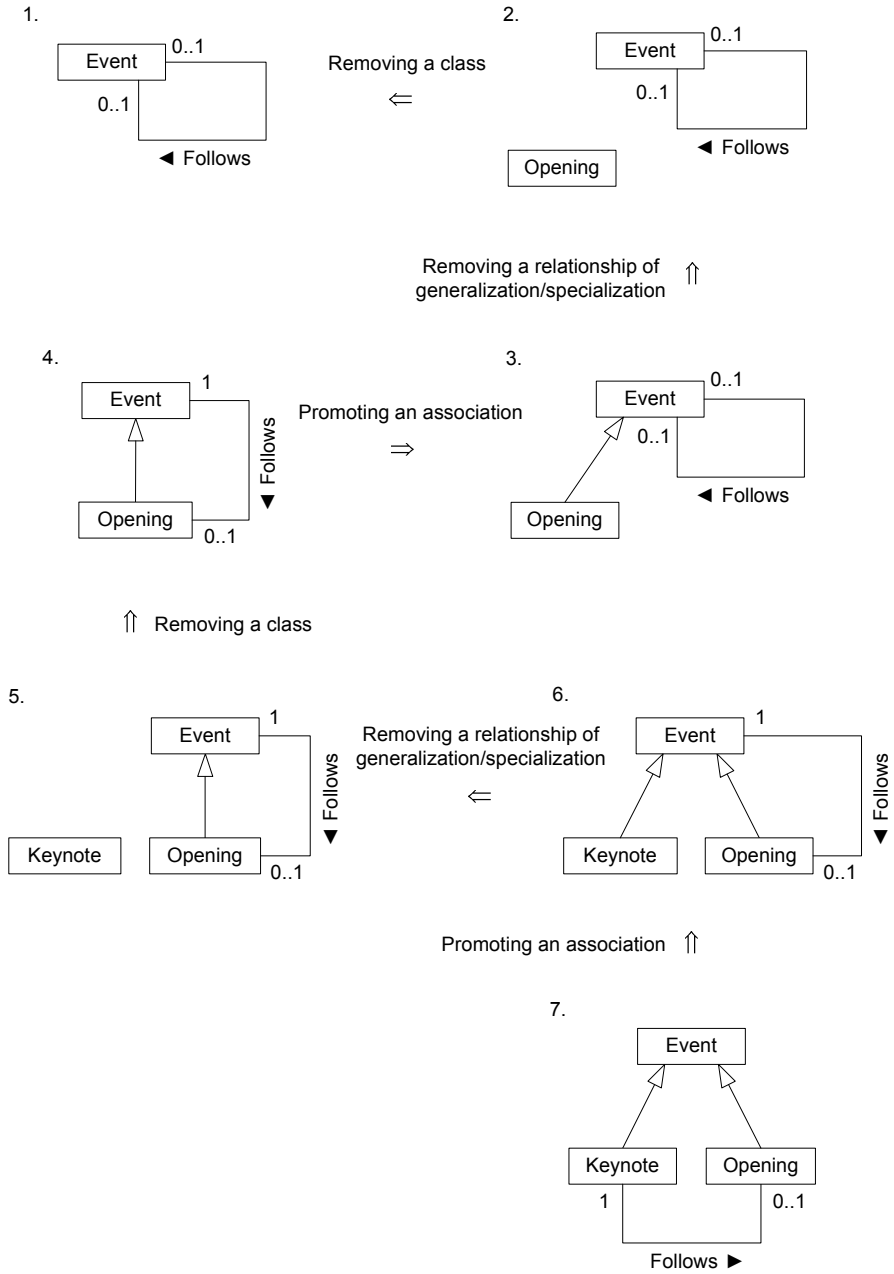 1.
Event
0..1
0..1
◄ Follows
Removing a class
⇐
2.
Event
0..1
0..1
◄ Follows
Opening
Removing a relationship of
generalization/specialization
⇑
4.
Event
1
▼ Follows
Opening
0..1
Promoting an association
⇒
3.
Event
0..1
0..1
◄ Follows
Opening
⇑ Removing a class
5.
Event
1
▼ Follows
Keynote
Opening
0..1
Removing a relationship of
generalization/specialization
⇐
6.
Event
1
▼ Follows
Keynote
Opening
0..1
Promoting an association ⇑
7.
Event
Keynote
Opening
1
0..1
Follows ►